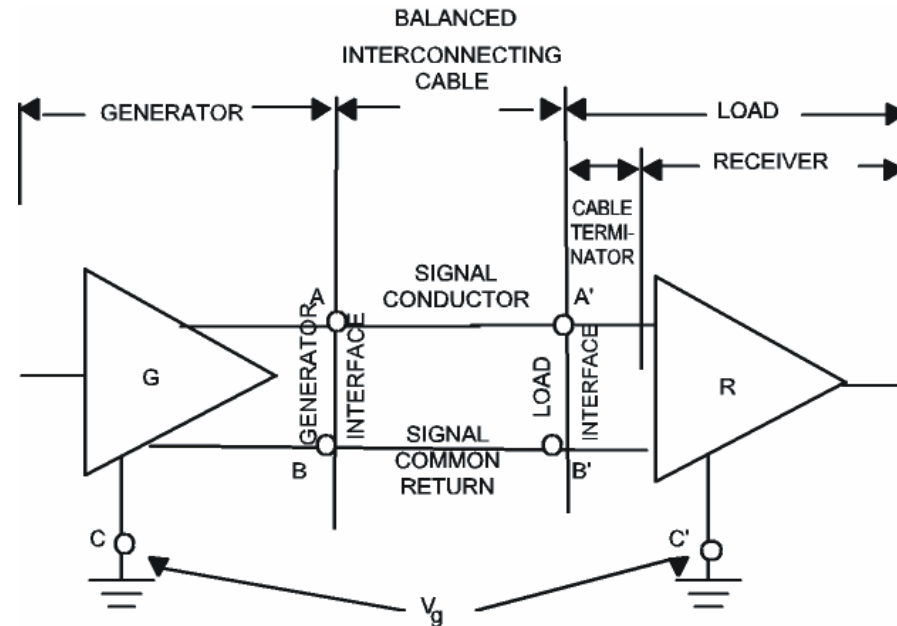 BALANCED
INTERCONNECTING
CABLE
GENERATOR
LOAD
RECEIVER
CABLE
TERMI-
NATOR
SIGNAL
CONDUCTOR
A
A'
GENERATOR
INTERFACE
LOAD
INTERFACE
G
R
B
SIGNAL
COMMON
RETURN
B'
C
C'
Vg